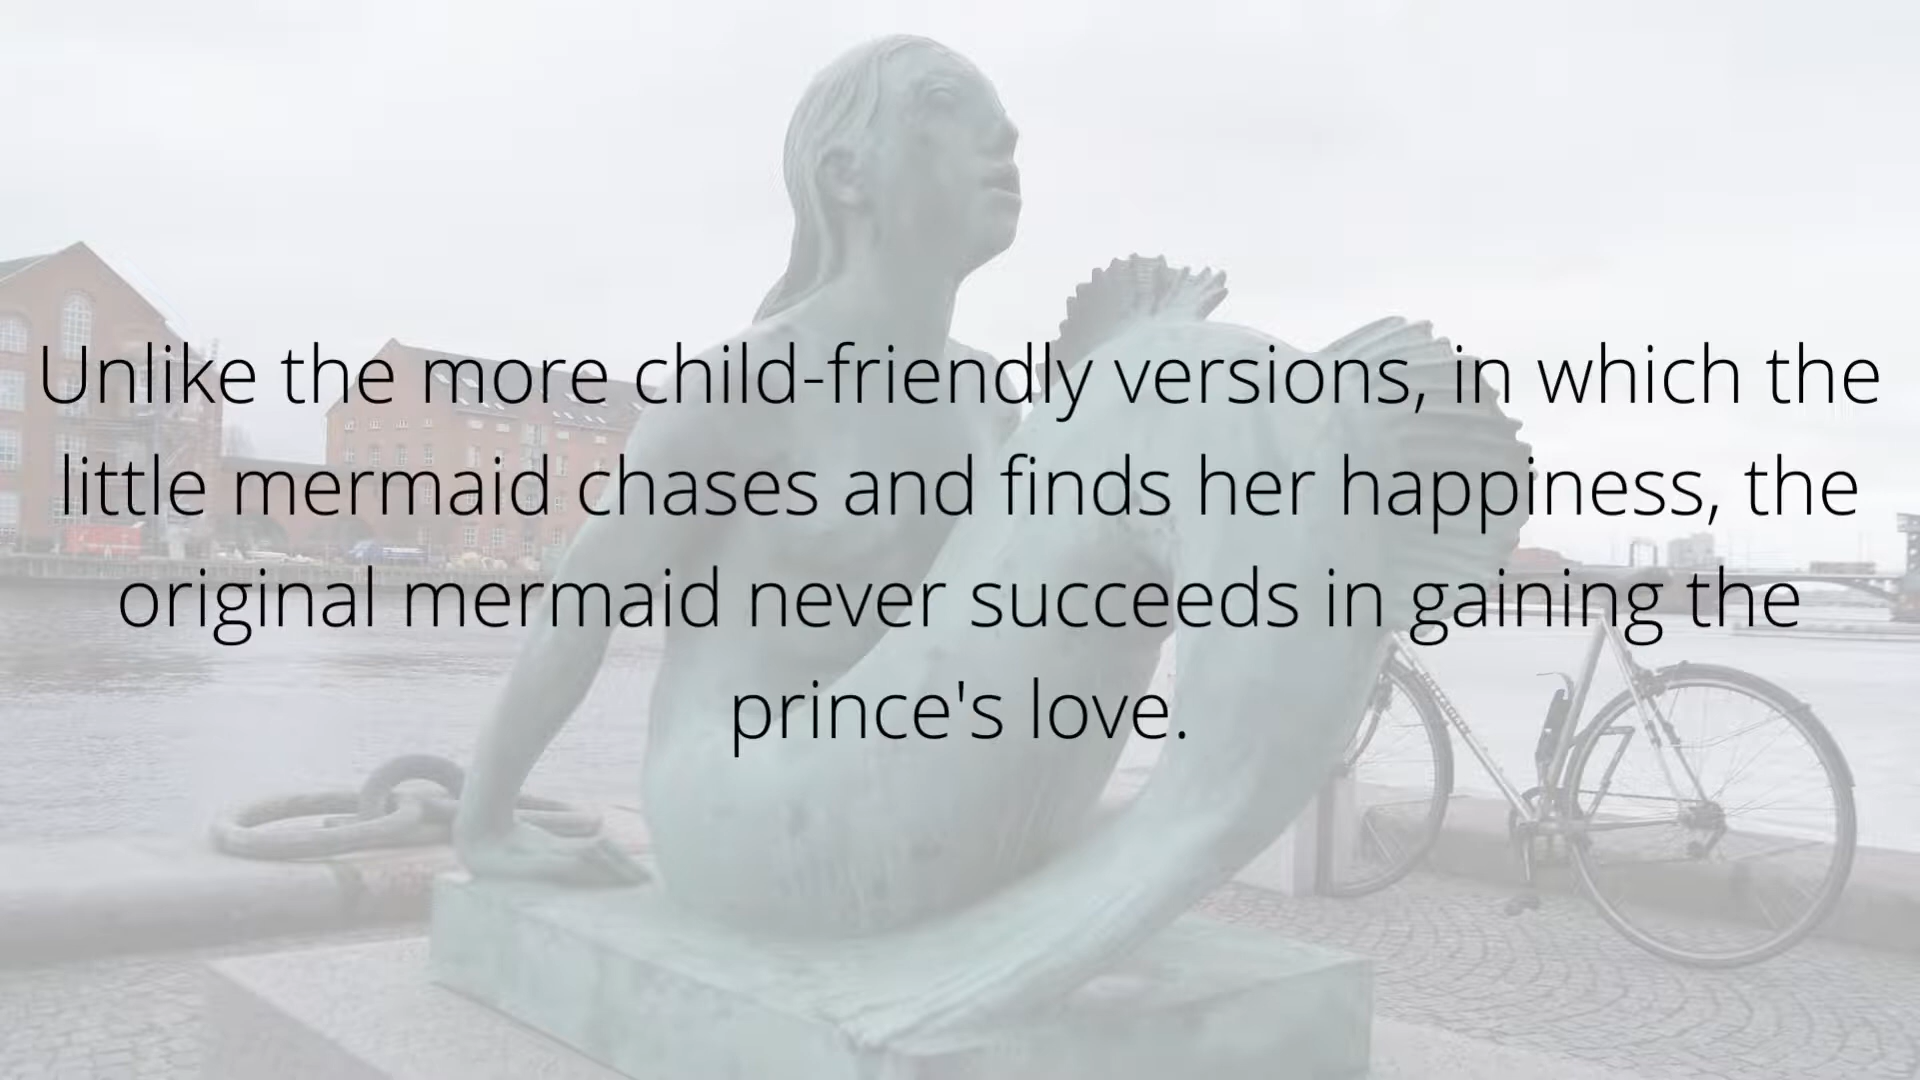 Unlike the more child-friendly versions, in which the
little mermaid chases and finds her happiness, the
original mermaid never succeeds in gaining the
prince's love.